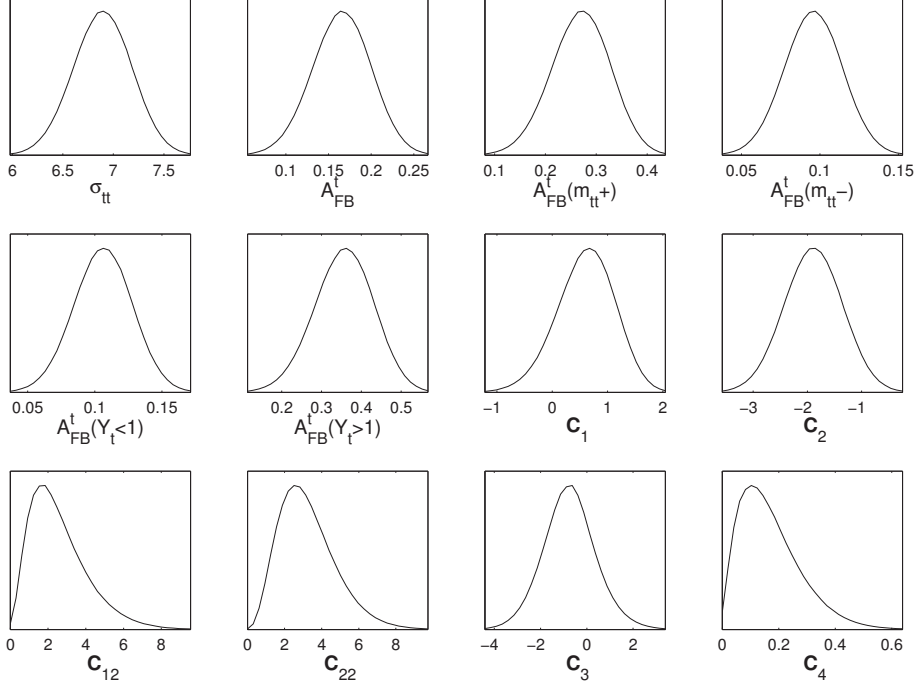 6 6.5 7 7.5 0.1 0.15 0.2 0.25 0.1 0.2 0.3 0.4 0.05 0.1 0.15
σ_tt A^t_FB A^t_FB(m_tt+) A^t_FB(m_tt−)
0.05 0.1 0.15 0.2 0.3 0.4 0.5 −1 0 1 2 −3 −2 −1
A^t_FB(Y_t<1) A^t_FB(Y_t>1) C_1 C_2
0 2 4 6 8 0 2 4 6 8 −4 −2 0 2 0 0.2 0.4 0.6
C_12 C_22 C_3 C_4